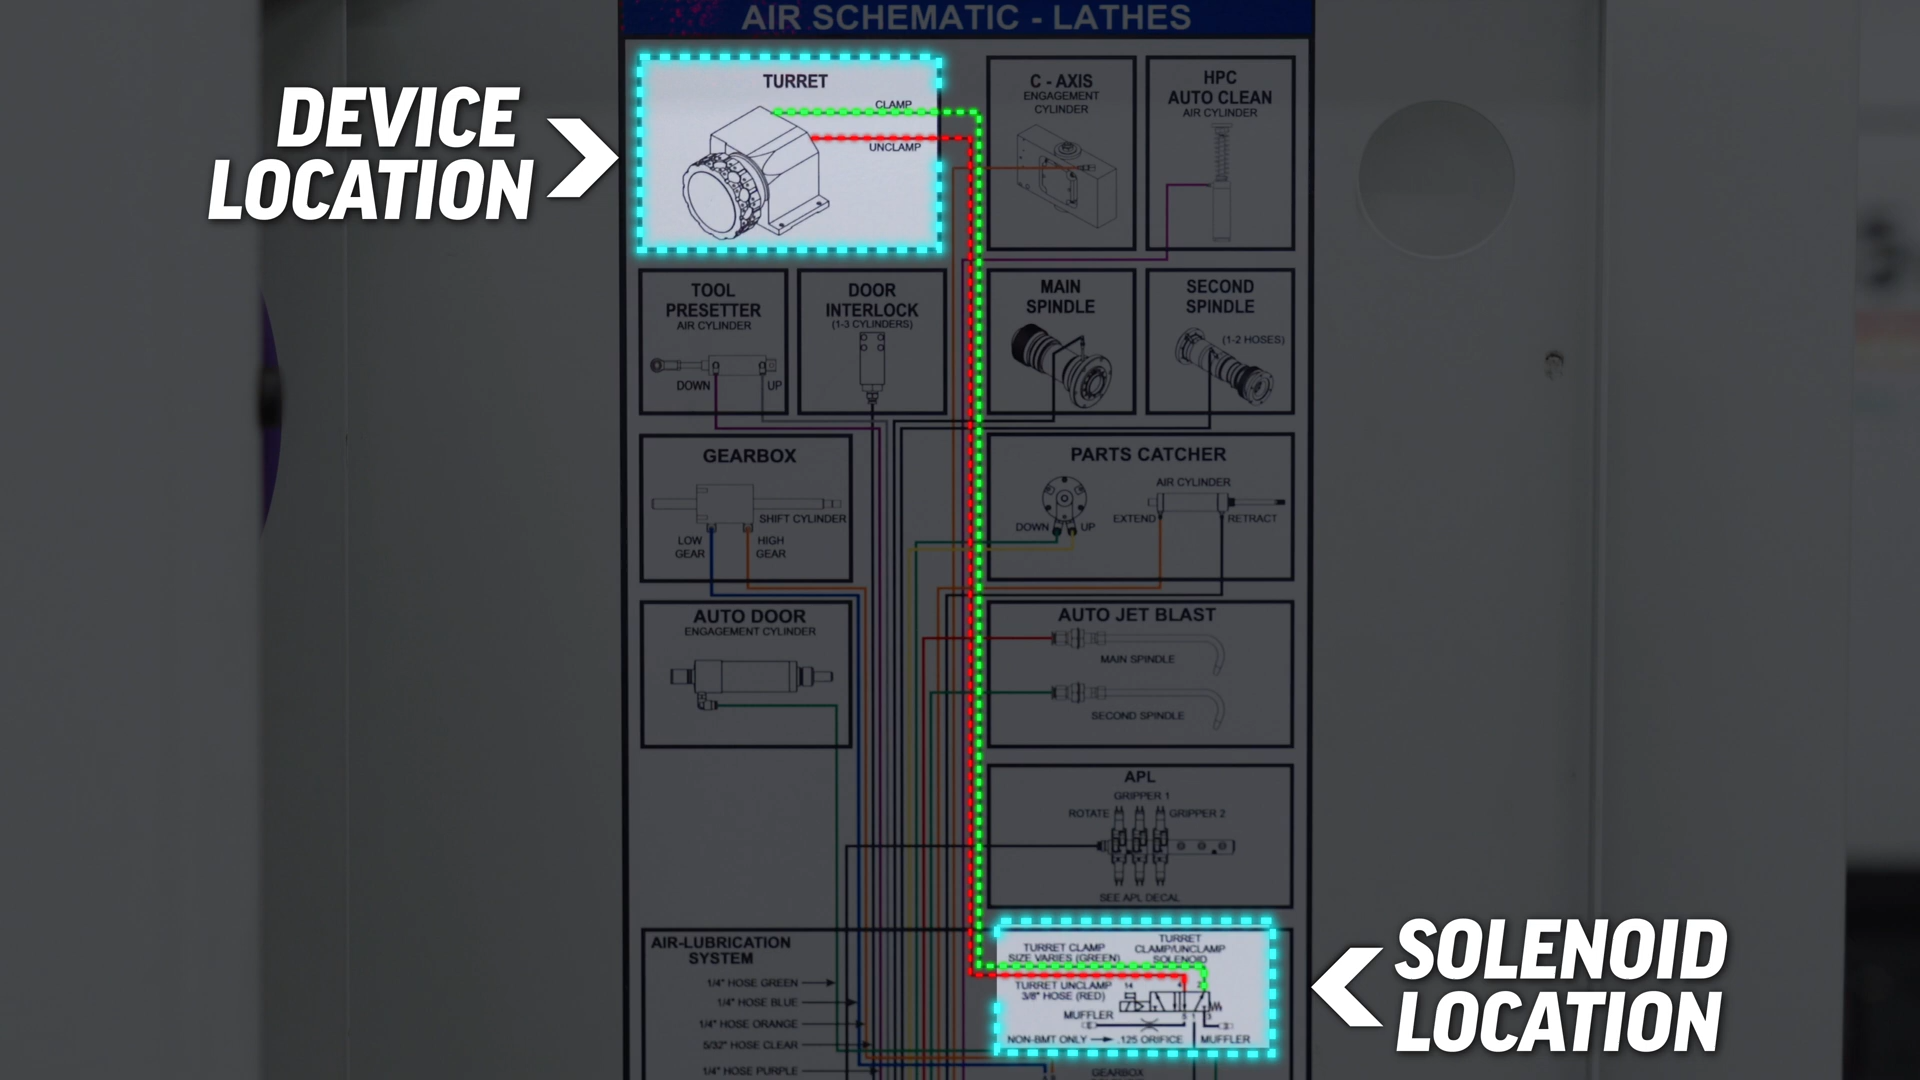 AIR SCHEMATIC - LATHES
DEVICE
LOCATION
TURRET
CLAMP
UNCLAMP
C - AXIS
ENGAGEMENT
CYLINDER
HPC
AUTO CLEAN
AIR CYLINDER
TOOL
PRESETTER
AIR CYLINDER
DOWN
UP
DOOR
INTERLOCK
(1-3 CYLINDERS)
MAIN
SPINDLE
SECOND
SPINDLE
(1-2 HOSES)
GEARBOX
SHIFT CYLINDER
LOW
GEAR
HIGH
GEAR
PARTS CATCHER
AIR CYLINDER
DOWN
UP
EXTEND
RETRACT
AUTO DOOR
ENGAGEMENT CYLINDER
AUTO JET BLAST
MAIN SPINDLE
SECOND SPINDLE
APL
GRIPPER 1
ROTATE
GRIPPER 2
SEE APL DECAL
AIR-LUBRICATION
SYSTEM
1/4" HOSE GREEN
1/4" HOSE BLUE
1/4" HOSE ORANGE
5/32" HOSE CLEAR
1/4" HOSE PURPLE
TURRET CLAMP
SIZE VARIES (GREEN)
TURRET
CLAMP/UNCLAMP
SOLENOID
TURRET UNCLAMP
3/8" HOSE (RED)
14
4
2
5 1 3
MUFFLER
NON-BMT ONLY
.125 ORIFICE
MUFFLER
GEARBOX
SOLENOID
LOCATION